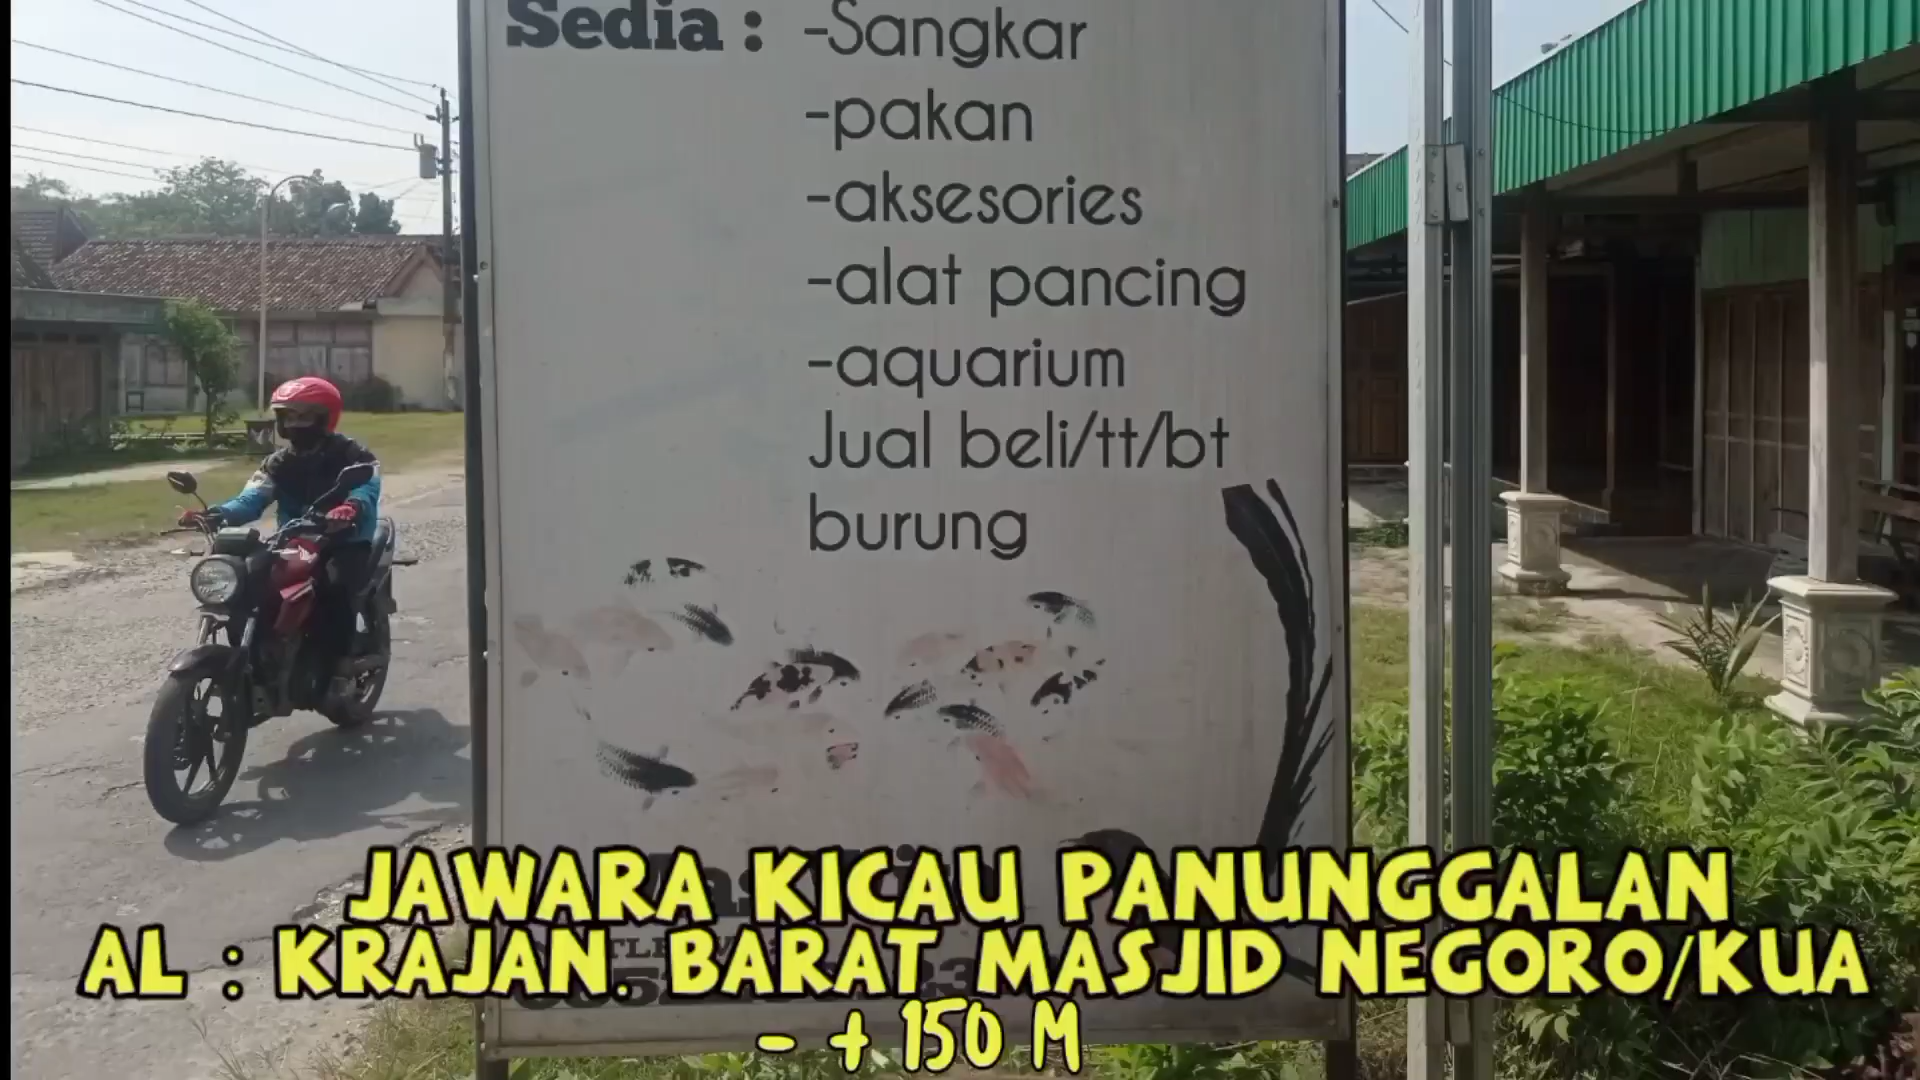 Sedia : -Sangkar
-pakan
-aksesories
-alat pancing
-aquarium
Jual beli/tt/bt
burung
JAWARA KICAU PANUNGGALAN
AL : KRAJAN. BARAT MASJID NEGORO/KUA
- + 150 M